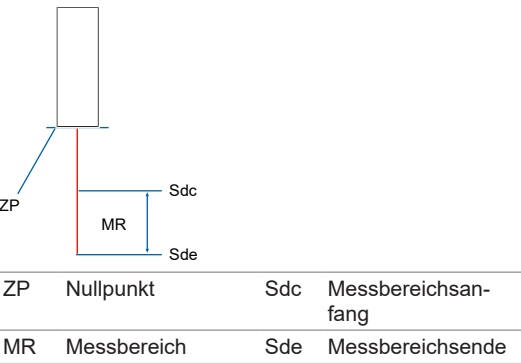 Sdc
ZP
MR
Sde
ZP Nullpunkt Sdc Messbereichsan-
fang
MR Messbereich Sde Messbereichsende